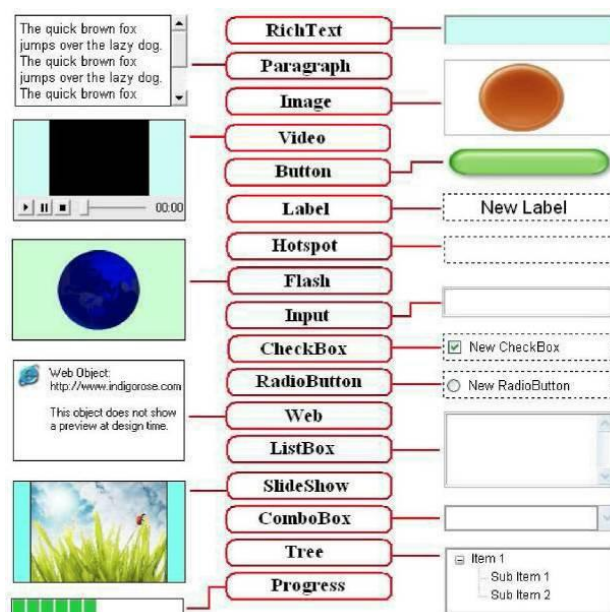 The quick brown fox
jumps over the lazy dog.
The quick brown fox
jumps over the lazy dog.
The quick brown fox
00:00
Web Object:
http://www.indigorose.com
This object does not show
a preview at design time.
RichText
Paragraph
Image
Video
Button
Label
Hotspot
Flash
Input
CheckBox
RadioButton
Web
ListBox
SlideShow
ComboBox
Tree
Progress
New Label
New CheckBox
New RadioButton
Item 1
Sub Item 1
Sub Item 2